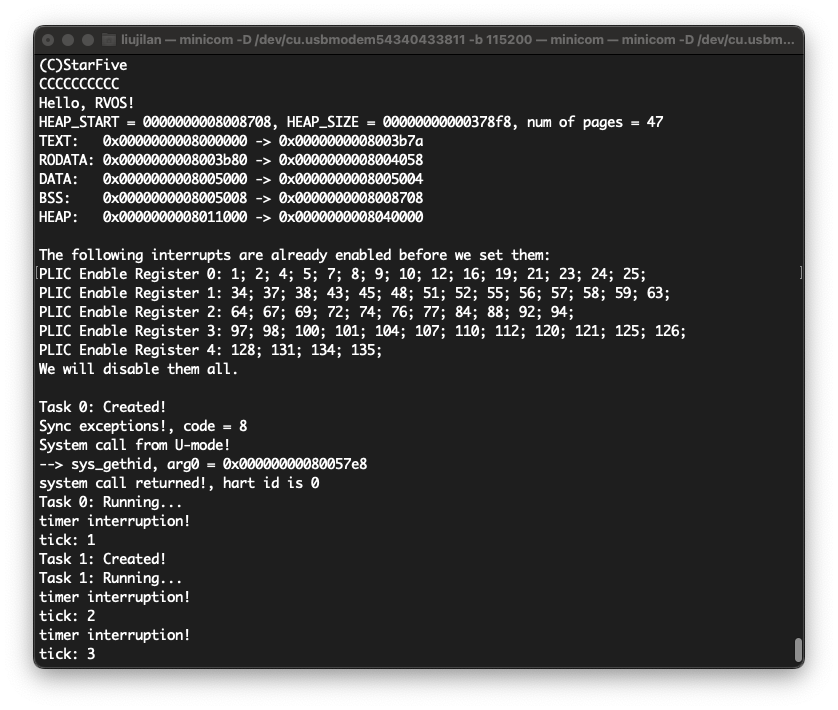 liujilan — minicom -D /dev/cu.usbmodem54340433811 -b 115200 — minicom — minicom -D /dev/cu.usbm...
(C)StarFive
CCCCCCCCCC
Hello, RVOS!
HEAP_START = 0000000008008708, HEAP_SIZE = 00000000000378f8, num of pages = 47
TEXT:   0x0000000008000000 -> 0x0000000008003b7a
RODATA: 0x0000000008003b80 -> 0x0000000008004058
DATA:   0x0000000008005000 -> 0x0000000008005004
BSS:    0x0000000008005008 -> 0x0000000008008708
HEAP:   0x0000000008011000 -> 0x0000000008040000
The following interrupts are already enabled before we set them:
PLIC Enable Register 0: 1; 2; 4; 5; 7; 8; 9; 10; 12; 16; 19; 21; 23; 24; 25;
PLIC Enable Register 1: 34; 37; 38; 43; 45; 48; 51; 52; 55; 56; 57; 58; 59; 63;
PLIC Enable Register 2: 64; 67; 69; 72; 74; 76; 77; 84; 88; 92; 94;
PLIC Enable Register 3: 97; 98; 100; 101; 104; 107; 110; 112; 120; 121; 125; 126;
PLIC Enable Register 4: 128; 131; 134; 135;
We will disable them all.
Task 0: Created!
Sync exceptions!, code = 8
System call from U-mode!
--> sys_gethid, arg0 = 0x00000000080057e8
system call returned!, hart id is 0
Task 0: Running...
timer interruption!
tick: 1
Task 1: Created!
Task 1: Running...
timer interruption!
tick: 2
timer interruption!
tick: 3